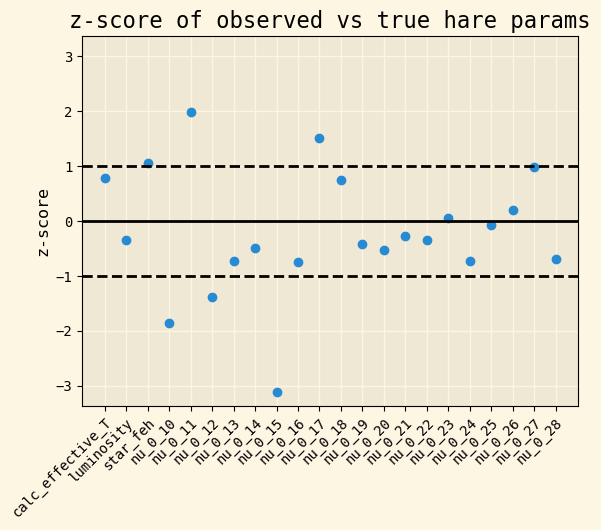 z-score of observed vs true hare params
z-score
3
2
1
0
−1
−2
−3
calc_effective_T
luminosity
star_feh
nu_0_10
nu_0_11
nu_0_12
nu_0_13
nu_0_14
nu_0_15
nu_0_16
nu_0_17
nu_0_18
nu_0_19
nu_0_20
nu_0_21
nu_0_22
nu_0_23
nu_0_24
nu_0_25
nu_0_26
nu_0_27
nu_0_28